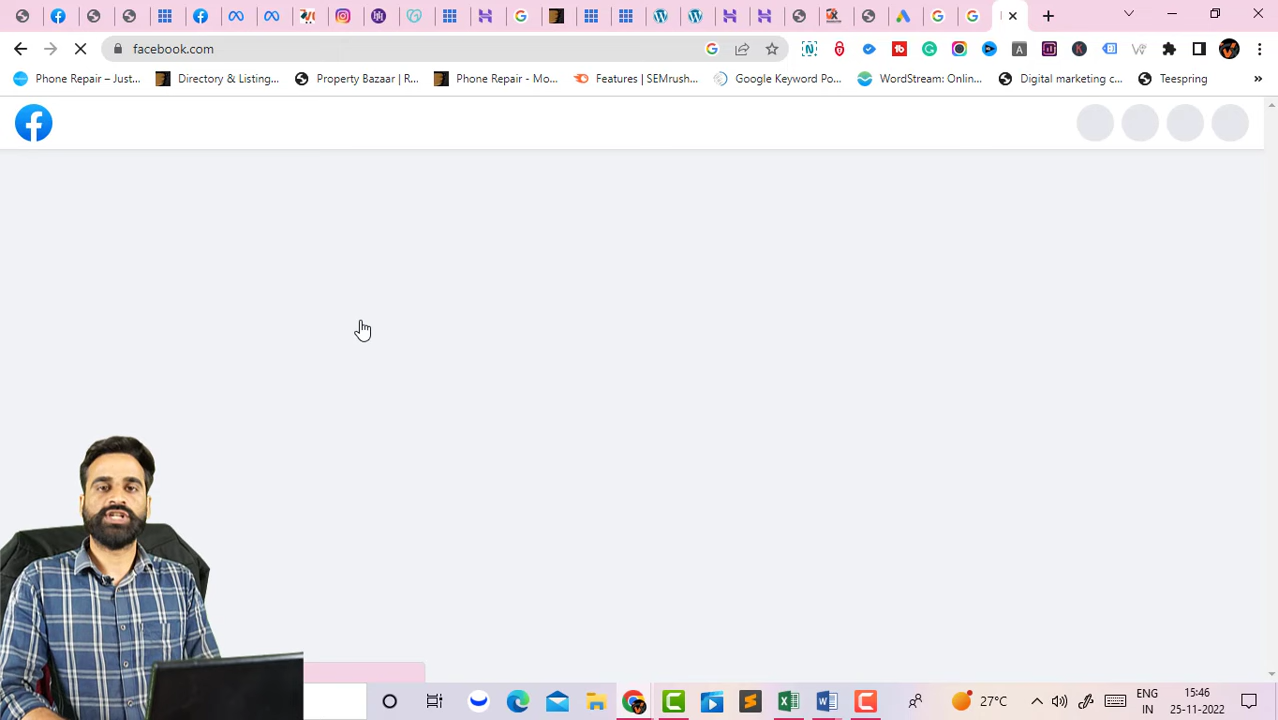 facebook.com
Phone Repair – Just...
Directory & Listing...
Property Bazaar | R...
Phone Repair - Mo...
Features | SEMrush...
Google Keyword Po...
WordStream: Onlin...
Digital marketing c...
Teespring
»
27°C
ENG
IN
15:46
25-11-2022